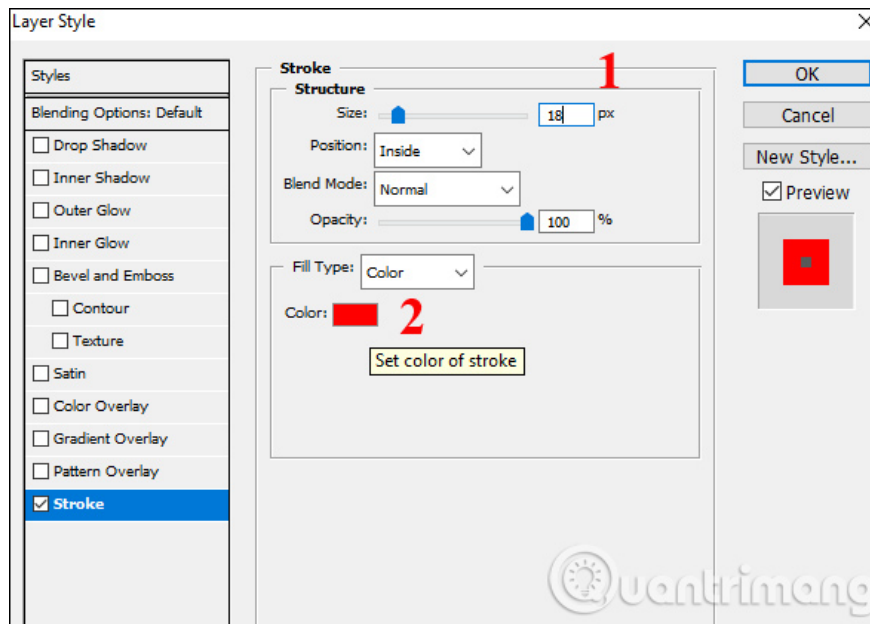 Layer Style
Styles
Blending Options: Default
Drop Shadow
Inner Shadow
Outer Glow
Inner Glow
Bevel and Emboss
Contour
Texture
Satin
Color Overlay
Gradient Overlay
Pattern Overlay
Stroke
Stroke
Structure
1
Size: 18 px
Position: Inside
Blend Mode: Normal
Opacity: 100 %
Fill Type: Color
Color: 2
Set color of stroke
OK
Cancel
New Style...
Preview
Quantrimang